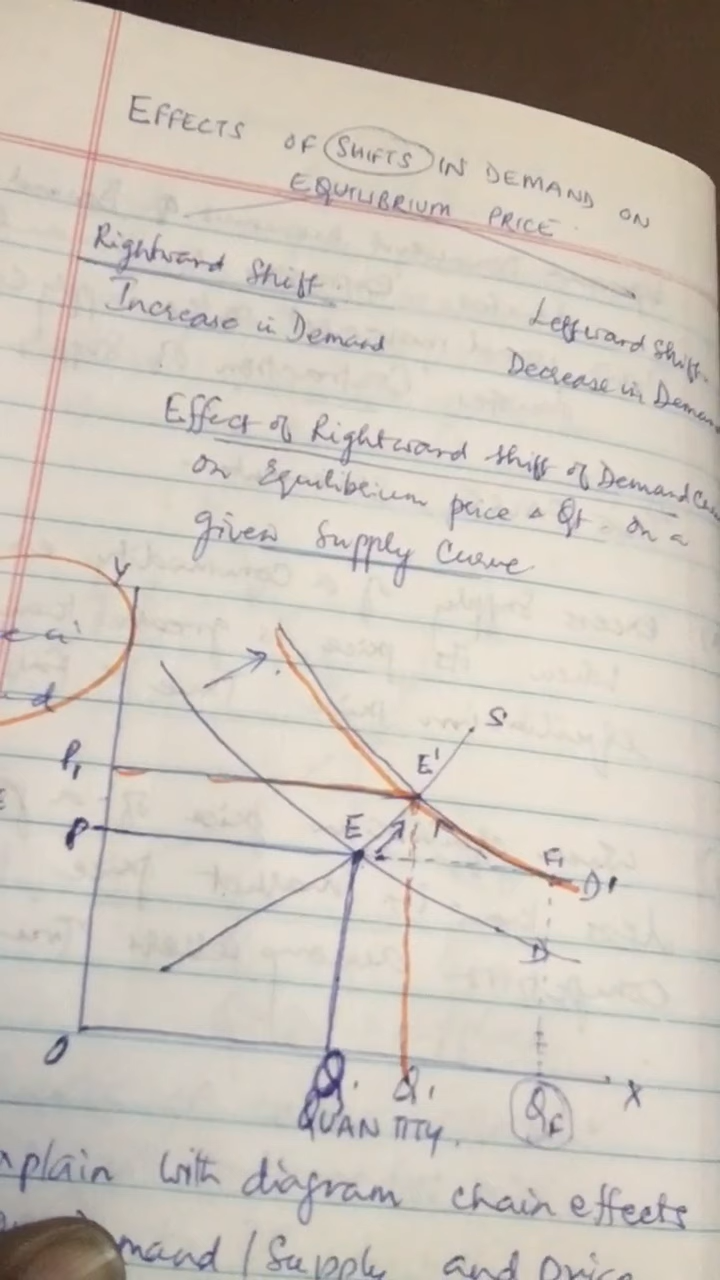 EFFECTS OF SHIFTS IN DEMAND ON
EQUILIBRIUM PRICE.
Rightward Shift.
Increase in Demand
Leftward Shift.
Decrease in Deman
Effect of Rightward Shift of Demand Cu
on Equilibrium price & Qt. on a
given Supply Curve
Y
a'
d
S
P1
E'
P
E
F1
D'
D
O
Q.
Q1
QF
X
QUANTITY.
plain with diagram chain effects
mand / Supply and price